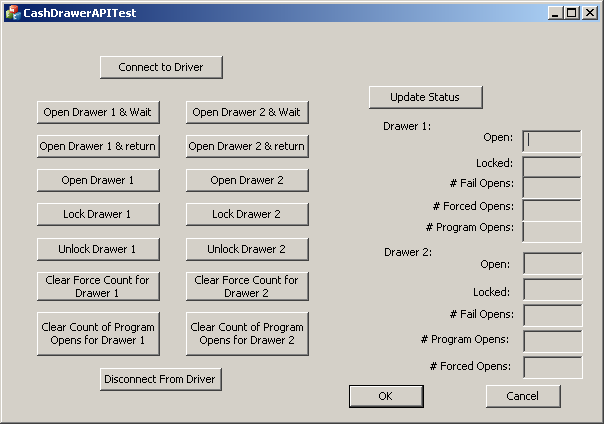 CashDrawerAPITest
Connect to Driver
Open Drawer 1 & Wait
Open Drawer 2 & Wait
Open Drawer 1 & return
Open Drawer 2 & return
Open Drawer 1
Open Drawer 2
Lock Drawer 1
Lock Drawer 2
Unlock Drawer 1
Unlock Drawer 2
Clear Force Count for
Drawer 1
Clear Force Count for
Drawer 2
Clear Count of Program
Opens for Drawer 1
Clear Count of Program
Opens for Drawer 2
Disconnect From Driver
Update Status
Drawer 1:
Open:
Locked:
# Fail Opens:
# Forced Opens:
# Program Opens:
Drawer 2:
Open:
Locked:
# Fail Opens:
# Program Opens:
# Forced Opens:
OK
Cancel